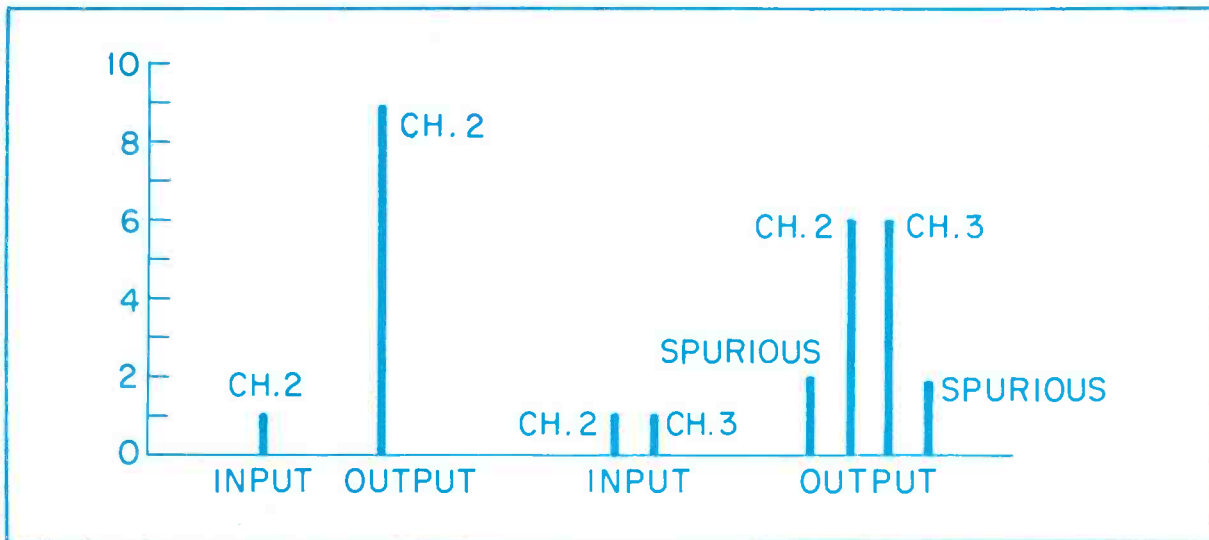 10
8
6
4
2
0
CH.2
CH.2
SPURIOUS
CH.2
CH.3
CH.2
CH.3
SPURIOUS
INPUT OUTPUT INPUT OUTPUT